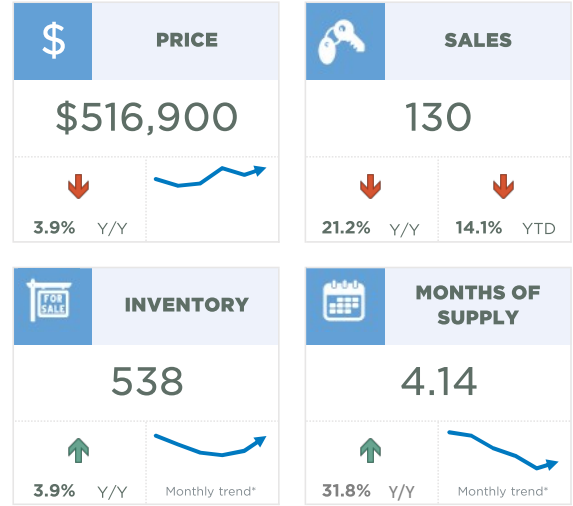 $
PRICE
$516,900
3.9% Y/Y
SALES
130
21.2% Y/Y 14.1% YTD
FOR
SALE
INVENTORY
538
3.9% Y/Y Monthly trend*
MONTHS OF
SUPPLY
4.14
31.8% Y/Y Monthly trend*